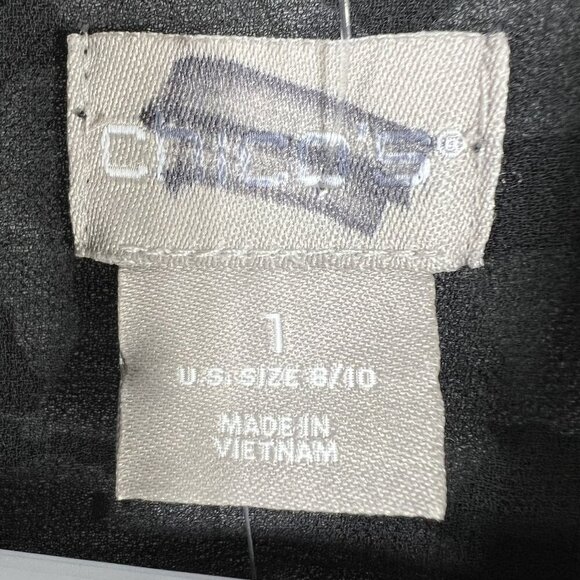 chico's®
1
U.S. SIZE 8/10
MADE IN
VIETNAM